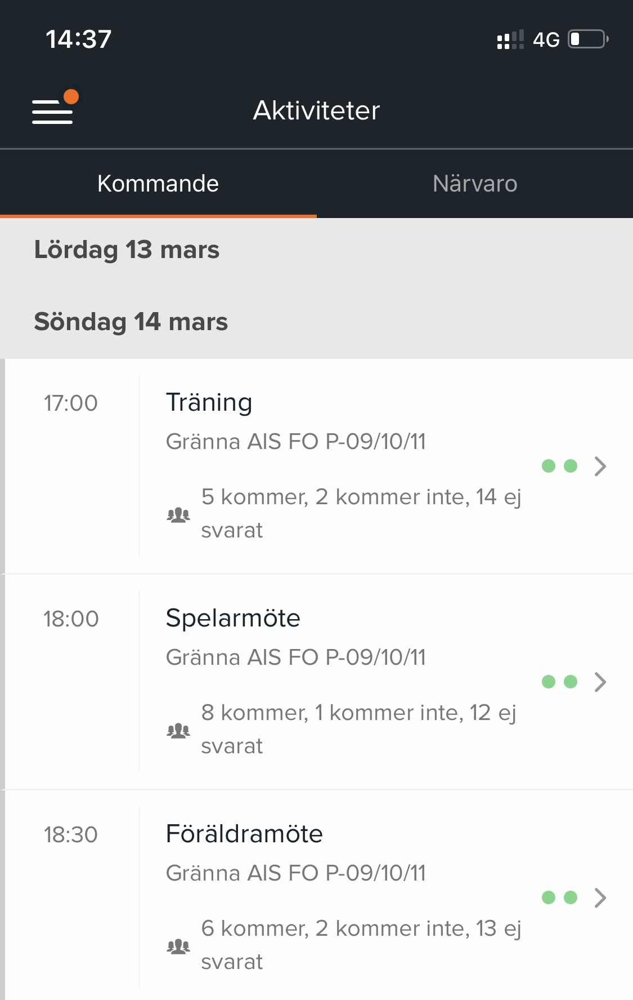 14:37
4G
Aktiviteter
Kommande
Närvaro
Lördag 13 mars
Söndag 14 mars
17:00
Träning
Gränna AIS FO P-09/10/11
5 kommer, 2 kommer inte, 14 ej
svarat
18:00
Spelarmöte
Gränna AIS FO P-09/10/11
8 kommer, 1 kommer inte, 12 ej
svarat
18:30
Föräldramöte
Gränna AIS FO P-09/10/11
6 kommer, 2 kommer inte, 13 ej
svarat